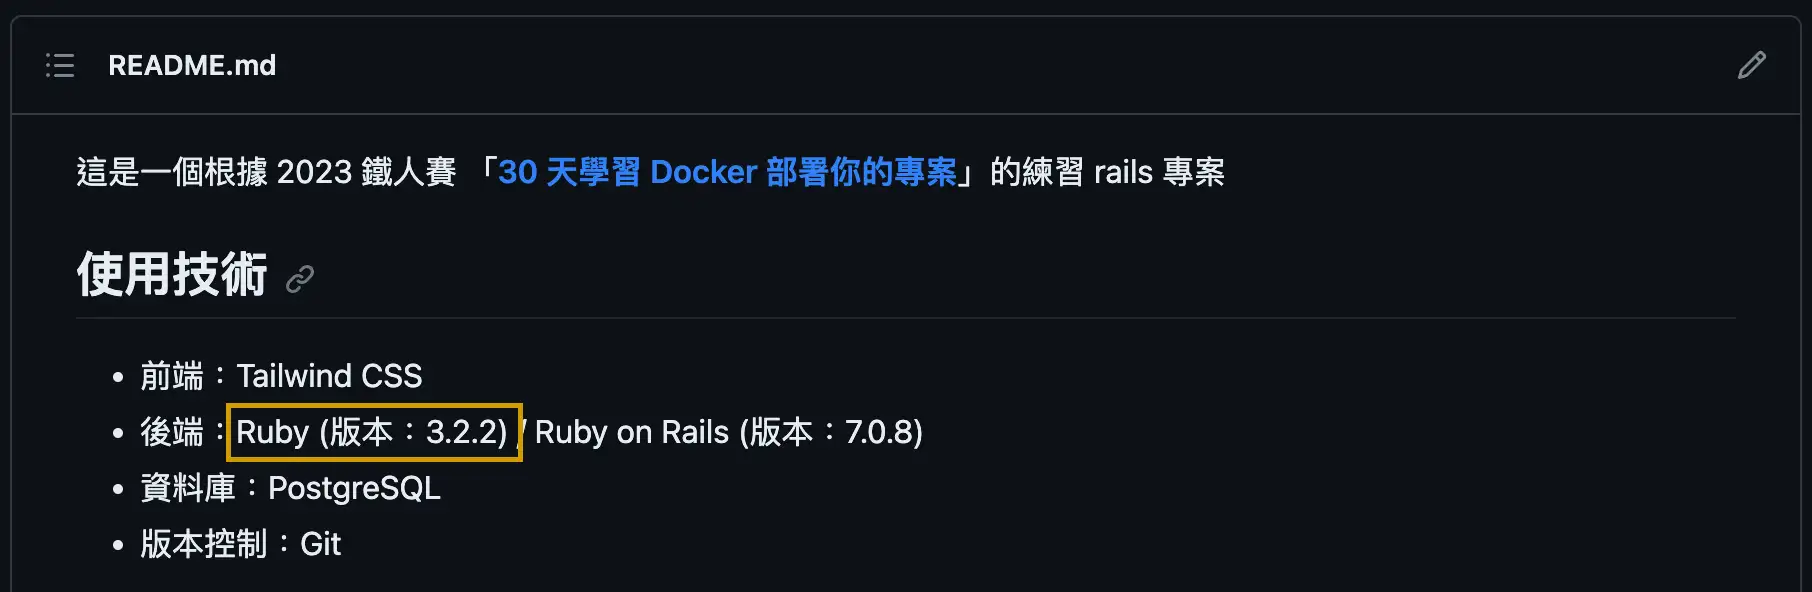 README.md
這是一個根據 2023 鐵人賽 「30 天學習 Docker 部署你的專案」的練習 rails 專案
使用技術
• 前端：Tailwind CSS
• 後端：Ruby (版本：3.2.2) / Ruby on Rails (版本：7.0.8)
• 資料庫：PostgreSQL
• 版本控制：Git